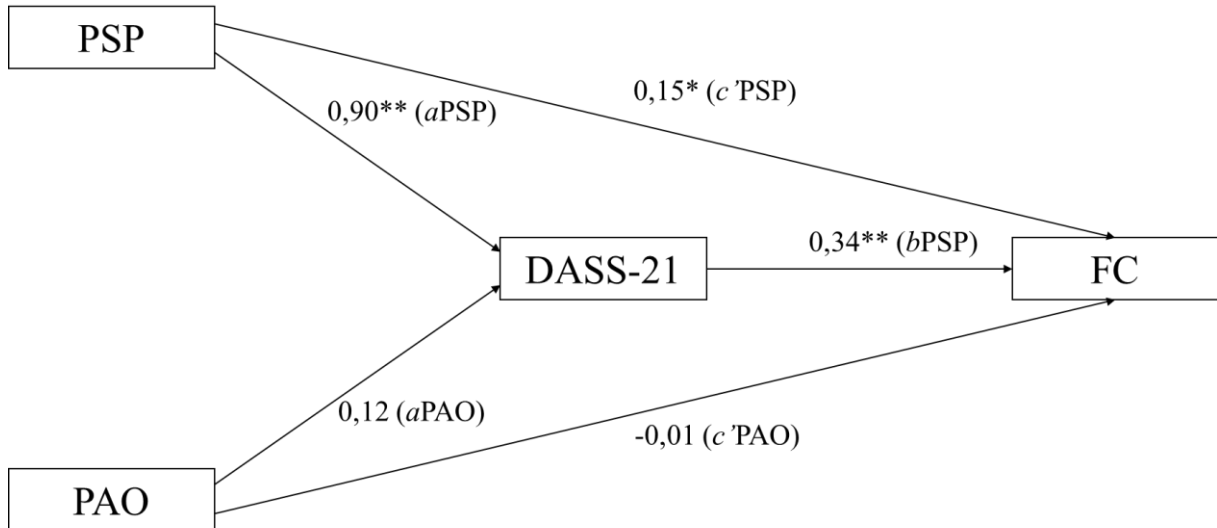 PSP
0,15* (c’PSP)
0,90** (aPSP)
0,34** (bPSP)
DASS-21
FC
0,12 (aPAO)
-0,01 (c’PAO)
PAO